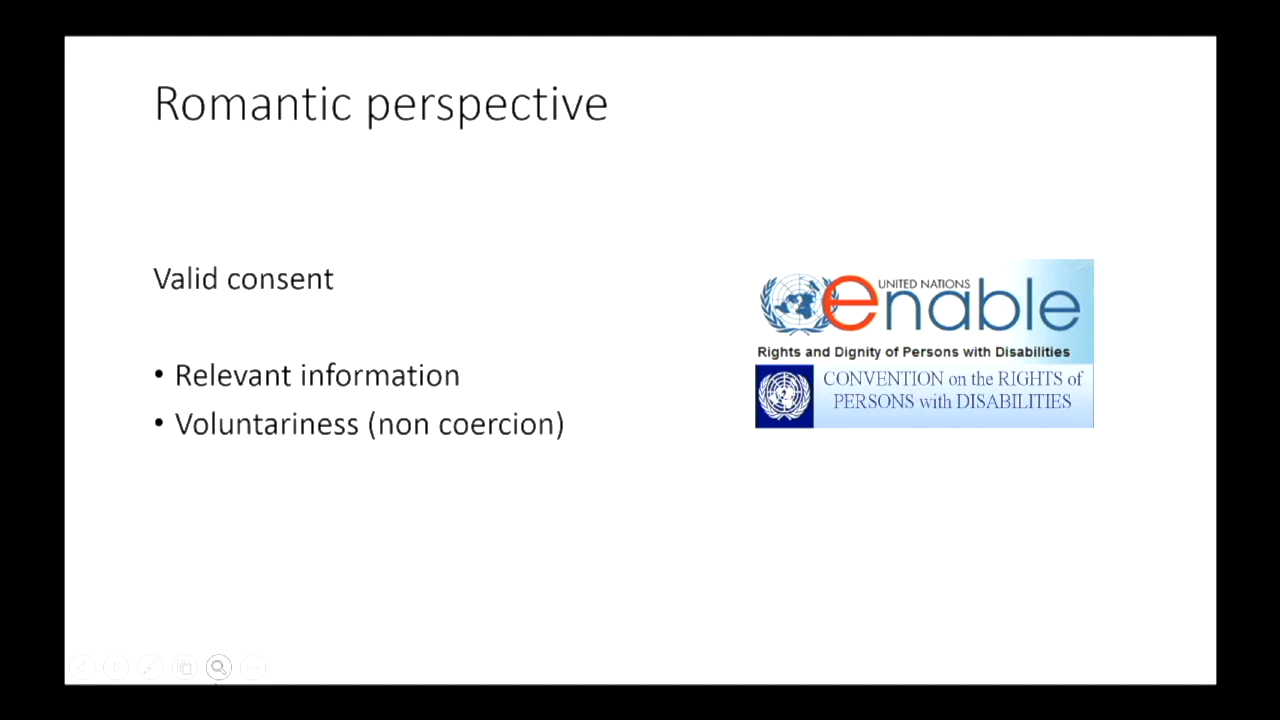 Romantic perspective
Valid consent
• Relevant information
• Voluntariness (non coercion)
UNITED NATIONS
enable
Rights and Dignity of Persons with Disabilities
CONVENTION on the RIGHTS of
PERSONS with DISABILITIES